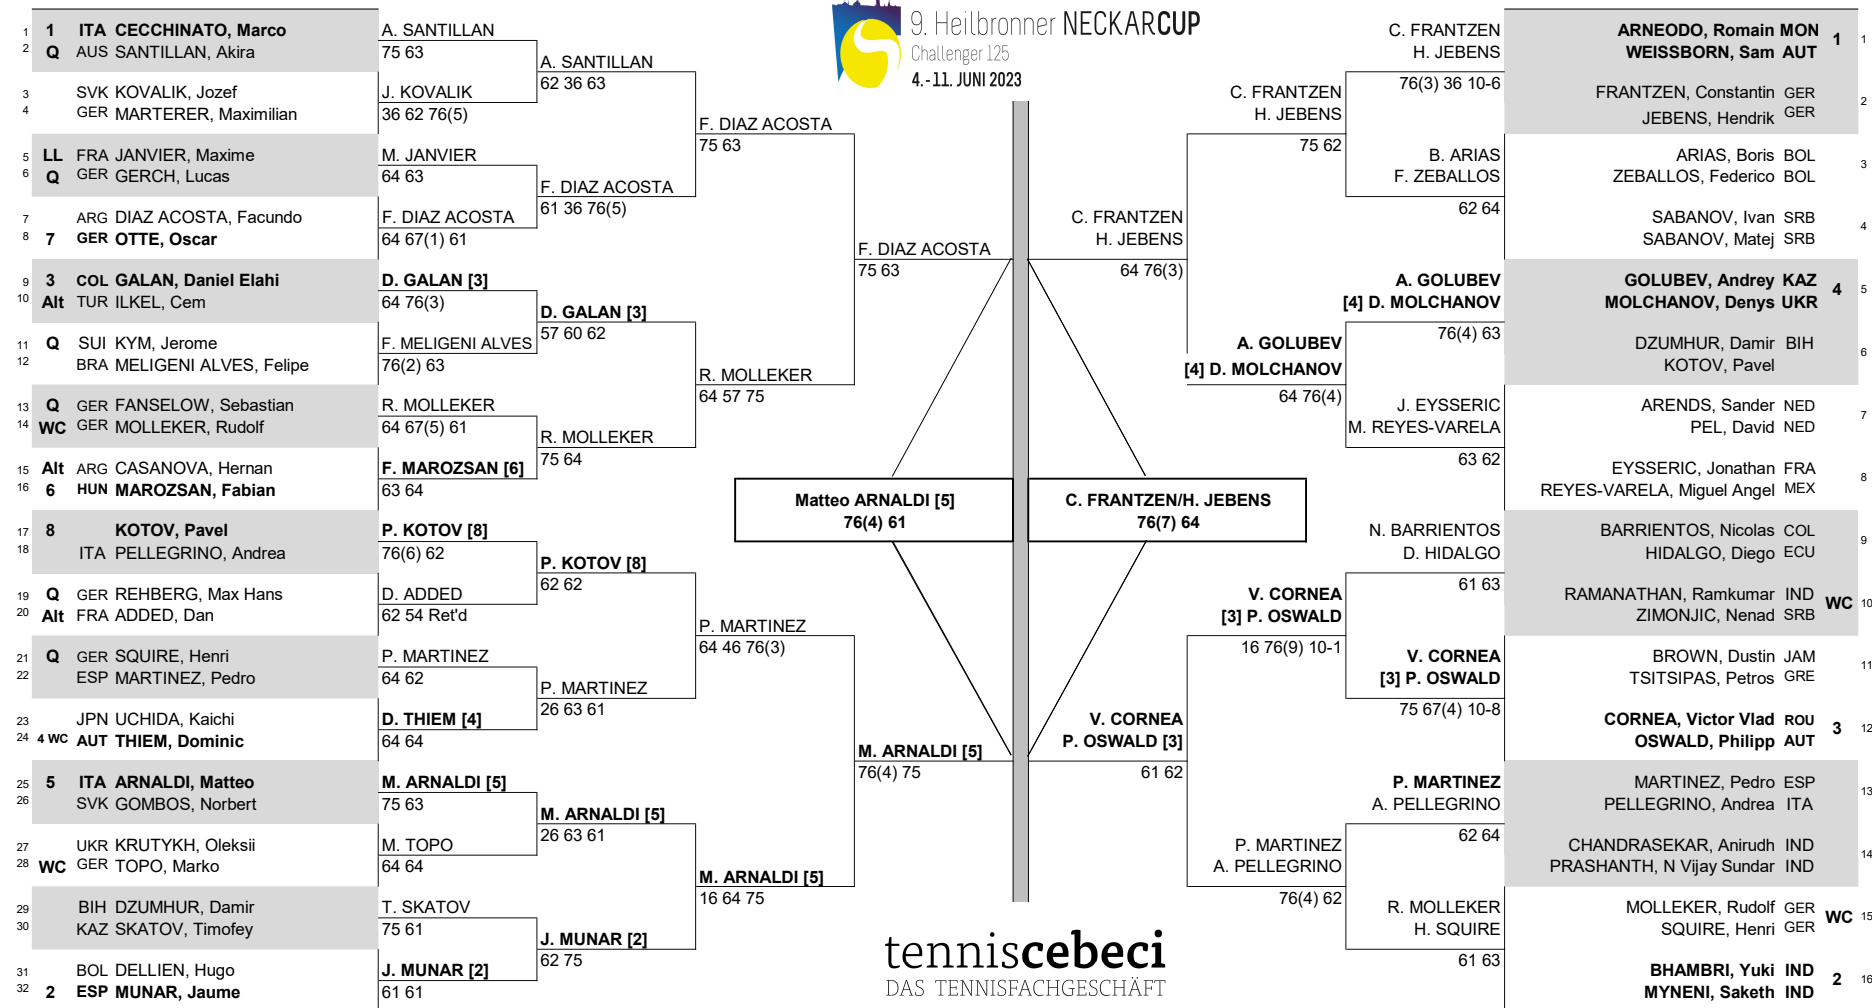 9. Heilbronner NECKARCUP
Challenger 125
4.-11. JUNI 2023
1 1 ITA CECCHINATO, Marco
2 Q AUS SANTILLAN, Akira
3 SVK KOVALIK, Jozef
4 GER MARTERER, Maximilian
5 LL FRA JANVIER, Maxime
6 Q GER GERCH, Lucas
7 ARG DIAZ ACOSTA, Facundo
8 7 GER OTTE, Oscar
9 3 COL GALAN, Daniel Elahi
10 Alt TUR ILKEL, Cem
11 Q SUI KYM, Jerome
12 BRA MELIGENI ALVES, Felipe
13 Q GER FANSELOW, Sebastian
14 WC GER MOLLEKER, Rudolf
15 Alt ARG CASANOVA, Hernan
16 6 HUN MAROZSAN, Fabian
17 8 KOTOV, Pavel
18 ITA PELLEGRINO, Andrea
19 Q GER REHBERG, Max Hans
20 Alt FRA ADDED, Dan
21 Q GER SQUIRE, Henri
22 ESP MARTINEZ, Pedro
23 JPN UCHIDA, Kaichi
24 4 WC AUT THIEM, Dominic
25 5 ITA ARNALDI, Matteo
26 SVK GOMBOS, Norbert
27 UKR KRUTYKH, Oleksii
28 WC GER TOPO, Marko
29 BIH DZUMHUR, Damir
30 KAZ SKATOV, Timofey
31 BOL DELLIEN, Hugo
32 2 ESP MUNAR, Jaume
A. SANTILLAN
75 63
J. KOVALIK
36 62 76(5)
M. JANVIER
64 63
F. DIAZ ACOSTA
64 67(1) 61
D. GALAN [3]
64 76(3)
F. MELIGENI ALVES
76(2) 63
R. MOLLEKER
64 67(5) 61
F. MAROZSAN [6]
63 64
P. KOTOV [8]
76(6) 62
D. ADDED
62 54 Ret'd
P. MARTINEZ
64 62
D. THIEM [4]
64 64
M. ARNALDI [5]
75 63
M. TOPO
64 64
T. SKATOV
75 61
J. MUNAR [2]
61 61
A. SANTILLAN
62 36 63
F. DIAZ ACOSTA
61 36 76(5)
D. GALAN [3]
57 60 62
R. MOLLEKER
75 64
P. KOTOV [8]
62 62
P. MARTINEZ
26 63 61
M. ARNALDI [5]
26 63 61
J. MUNAR [2]
62 75
F. DIAZ ACOSTA
75 63
R. MOLLEKER
64 57 75
P. MARTINEZ
64 46 76(3)
M. ARNALDI [5]
16 64 75
F. DIAZ ACOSTA
75 63
M. ARNALDI [5]
76(4) 75
Matteo ARNALDI [5]
76(4) 61
C. FRANTZEN/H. JEBENS
76(7) 64
C. FRANTZEN
H. JEBENS
64 76(3)
V. CORNEA
P. OSWALD [3]
61 62
C. FRANTZEN
H. JEBENS
75 62
A. GOLUBEV
[4] D. MOLCHANOV
64 76(4)
V. CORNEA
[3] P. OSWALD
16 76(9) 10-1
P. MARTINEZ
A. PELLEGRINO
76(4) 62
C. FRANTZEN
H. JEBENS
76(3) 36 10-6
B. ARIAS
F. ZEBALLOS
62 64
A. GOLUBEV
[4] D. MOLCHANOV
76(4) 63
J. EYSSERIC
M. REYES-VARELA
63 62
N. BARRIENTOS
D. HIDALGO
61 63
V. CORNEA
[3] P. OSWALD
75 67(4) 10-8
P. MARTINEZ
A. PELLEGRINO
62 64
R. MOLLEKER
H. SQUIRE
61 63
ARNEODO, Romain MON 1 1
WEISSBORN, Sam AUT
FRANTZEN, Constantin GER 2
JEBENS, Hendrik GER
ARIAS, Boris BOL 3
ZEBALLOS, Federico BOL
SABANOV, Ivan SRB 4
SABANOV, Matej SRB
GOLUBEV, Andrey KAZ 4 5
MOLCHANOV, Denys UKR
DZUMHUR, Damir BIH 6
KOTOV, Pavel
ARENDS, Sander NED 7
PEL, David NED
EYSSERIC, Jonathan FRA 8
REYES-VARELA, Miguel Angel MEX
BARRIENTOS, Nicolas COL 9
HIDALGO, Diego ECU
RAMANATHAN, Ramkumar IND WC 10
ZIMONJIC, Nenad SRB
BROWN, Dustin JAM 11
TSITSIPAS, Petros GRE
CORNEA, Victor Vlad ROU 3 12
OSWALD, Philipp AUT
MARTINEZ, Pedro ESP 13
PELLEGRINO, Andrea ITA
CHANDRASEKAR, Anirudh IND 14
PRASHANTH, N Vijay Sundar IND
MOLLEKER, Rudolf GER WC 15
SQUIRE, Henri GER
BHAMBRI, Yuki IND 2 16
MYNENI, Saketh IND
tenniscebeci
DAS TENNISFACHGESCHÄFT